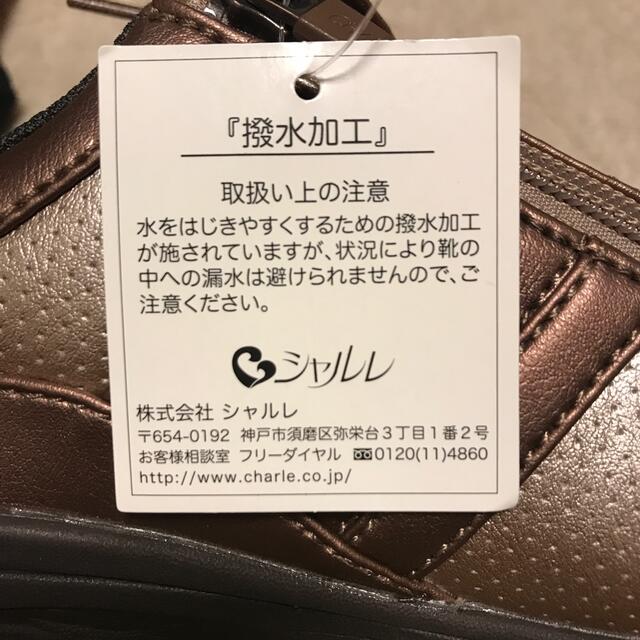 『撥水加工』
取扱い上の注意
水をはじきやすくするための撥水加工
が施されていますが、状況により靴の
中への漏水は避けられませんので、ご
注意ください。
シャルレ
株式会社 シャルレ
〒654-0192 神戸市須磨区弥栄台3丁目1番2号
お客様相談室 フリーダイヤル 0120(11)4860
http://www.charle.co.jp/